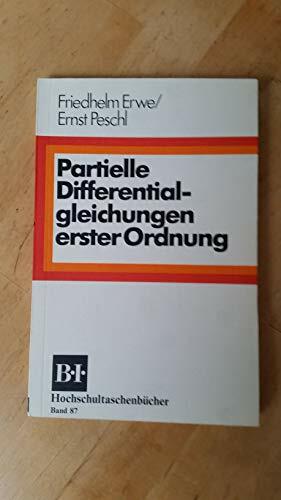 Friedhelm Erwe/
Ernst Peschl
Partielle
Differential-
gleichungen
erster Ordnung
B·I·
Hochschultaschenbücher
Band 87